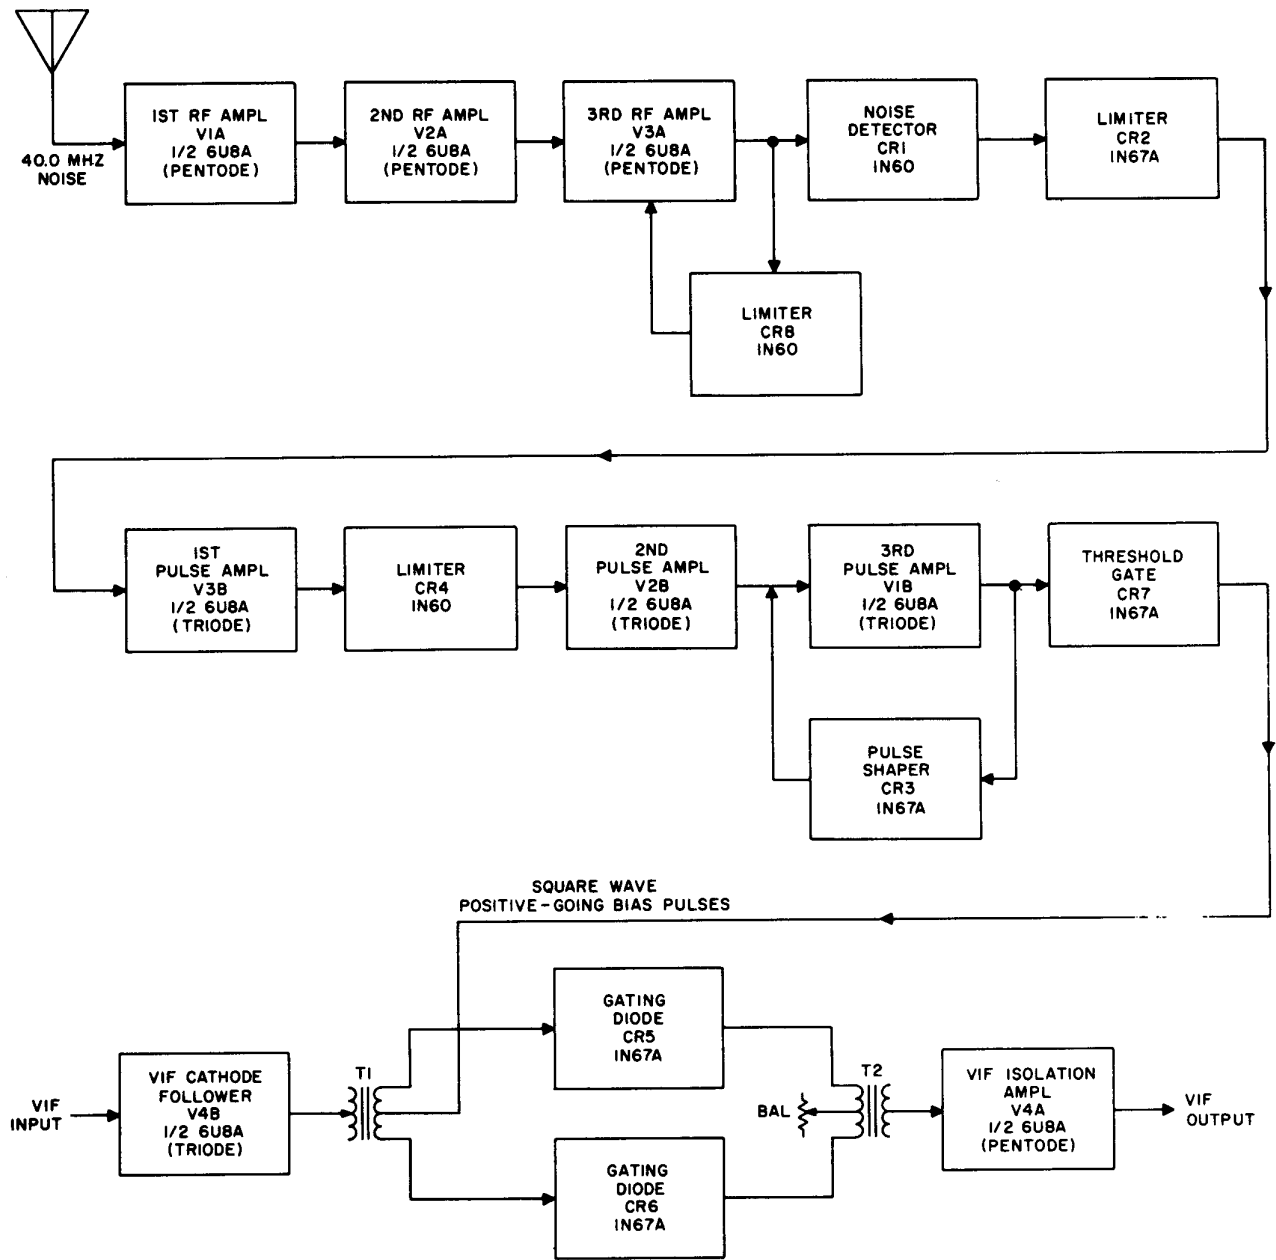 1ST RF AMPL
V1A
1/2 6U8A
(PENTODE)
2ND RF AMPL
V2A
1/2 6U8A
(PENTODE)
3RD RF AMPL
V3A
1/2 6U8A
(PENTODE)
NOISE
DETECTOR
CR1
IN60
LIMITER
CR2
IN67A
40.0 MHZ
NOISE
LIMITER
CR8
IN60
1ST
PULSE AMPL
V3B
1/2 6U8A
(TRIODE)
LIMITER
CR4
IN60
2ND
PULSE AMPL
V2B
1/2 6U8A
(TRIODE)
3RD
PULSE AMPL
V1B
1/2 6U8A
(TRIODE)
THRESHOLD
GATE
CR7
IN67A
PULSE
SHAPER
CR3
IN67A
SQUARE WAVE
POSITIVE-GOING BIAS PULSES
GATING
DIODE
CR5
IN67A
VIF
INPUT
VIF CATHODE
FOLLOWER
V4B
1/2 6U8A
(TRIODE)
T1
BAL
T2
VIF ISOLATION
AMPL
V4A
1/2 6U8A
(PENTODE)
VIF
OUTPUT
GATING
DIODE
CR6
IN67A